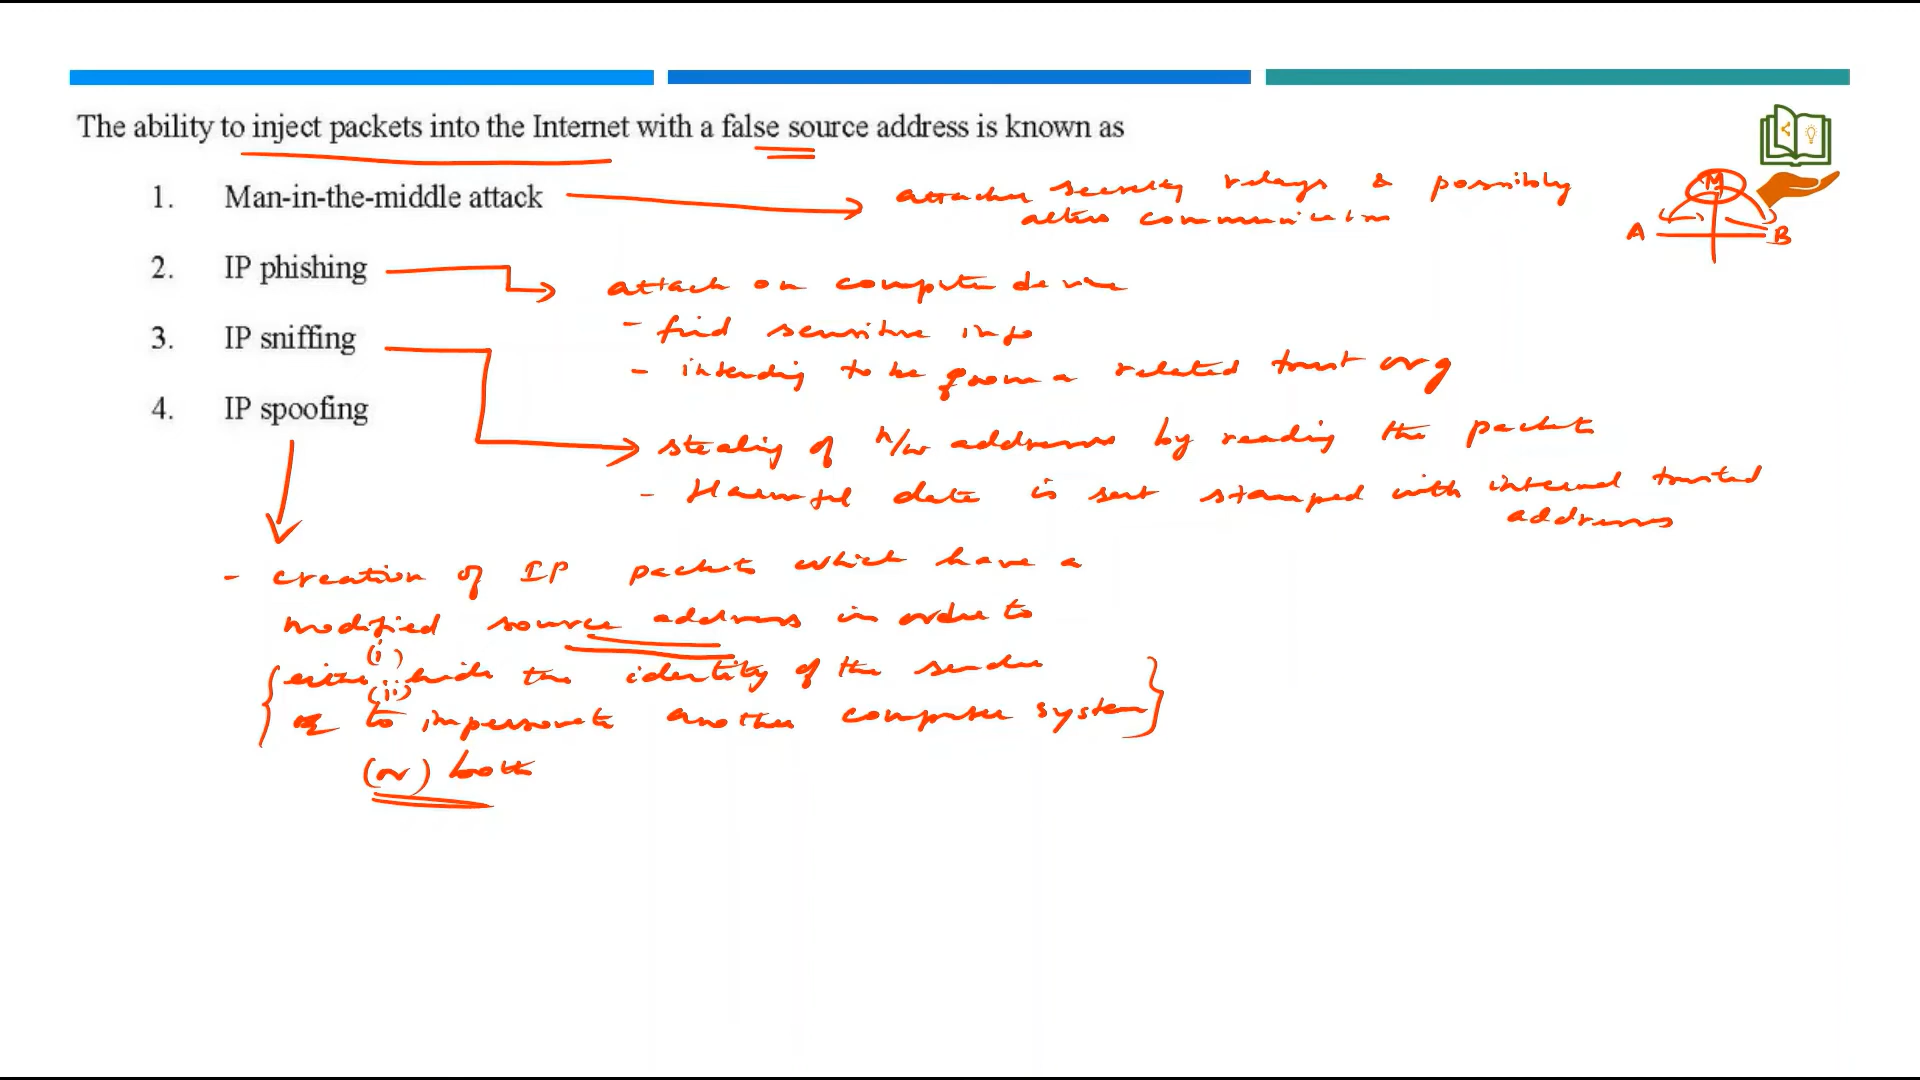 The ability to inject packets into the Internet with a false source address is known as
1. Man-in-the-middle attack
attacker secretly relays & possibly
alters communication
M
A B
2. IP phishing
attack on computer device
- find sensitive info
- intending to be from a related trust org
3. IP sniffing
stealing of n/w addresses by reading the packet
- Harmful data is sent stamped with internal trusted
addresses
4. IP spoofing
- creation of IP packets which have a
modified source address in order to
(i)
either hide the identity of the sender
(ii)
or to impersonate another computer system
(or) both